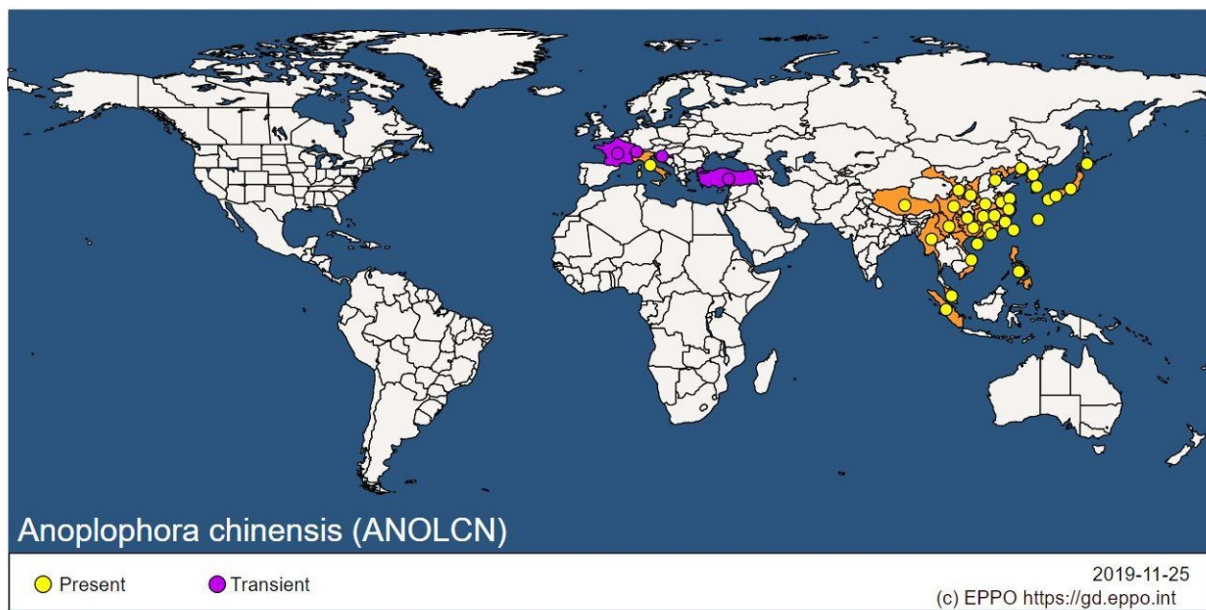 Anoplophora chinensis (ANOLCN)
Present
Transient
2019-11-25
(c) EPPO https://gd.eppo.int